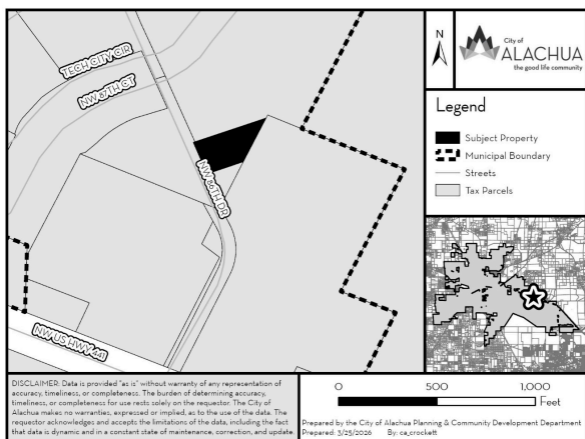 TECH CITY CIR
NW 87TH CT
NW 86TH DR
NW US HWY 441
N
City of
ALACHUA
the good life community
Legend
Subject Property
Municipal Boundary
Streets
Tax Parcels
DISCLAIMER: Data is provided "as is" without warranty of any representation of
accuracy, timeliness, or completeness. The burden of determining accuracy,
timeliness, or completeness for use rests solely on the requestor. The City of
Alachua makes no warranties, expressed or implied, as to the use of the data. The
requestor acknowledges and accepts the limitations of the data, including the fact
that data is dynamic and in a constant state of maintenance, correction, and update.
0 500 1,000
Feet
Prepared by the City of Alachua Planning & Community Development Department
Prepared: 3/25/2026 By: ca_crockett